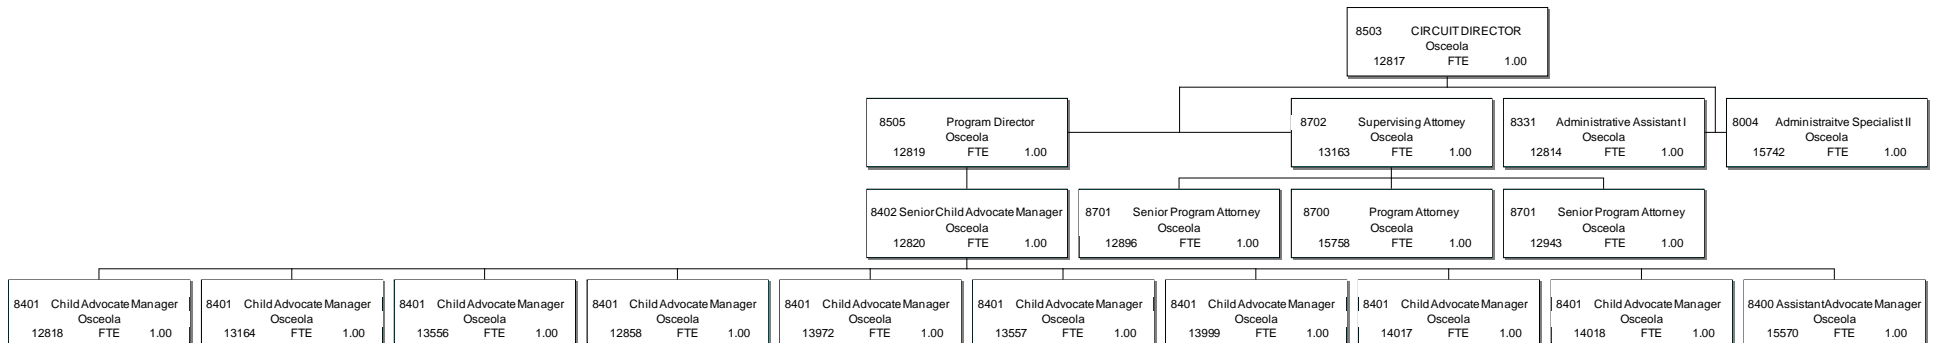 8503 CIRCUIT DIRECTOR
Osceola
12817 FTE 1.00
8505 Program Director
Osceola
12819 FTE 1.00
8702 Supervising Attorney
Osceola
13163 FTE 1.00
8331 Administrative Assistant I
Osecola
12814 FTE 1.00
8004 Administraitve Specialist II
Osceola
15742 FTE 1.00
8402 Senior Child Advocate Manager
Osceola
12820 FTE 1.00
8701 Senior Program Attorney
Osceola
12896 FTE 1.00
8700 Program Attorney
Osceola
15758 FTE 1.00
8701 Senior Program Attorney
Osceola
12943 FTE 1.00
8401 Child Advocate Manager
Osceola
12818 FTE 1.00
8401 Child Advocate Manager
Osceola
13164 FTE 1.00
8401 Child Advocate Manager
Osceola
13556 FTE 1.00
8401 Child Advocate Manager
Osceola
12858 FTE 1.00
8401 Child Advocate Manager
Osceola
13972 FTE 1.00
8401 Child Advocate Manager
Osceola
13557 FTE 1.00
8401 Child Advocate Manager
Osceola
13999 FTE 1.00
8401 Child Advocate Manager
Osceola
14017 FTE 1.00
8401 Child Advocate Manager
Osceola
14018 FTE 1.00
8400 Assistant Advocate Manager
Osceola
15570 FTE 1.00